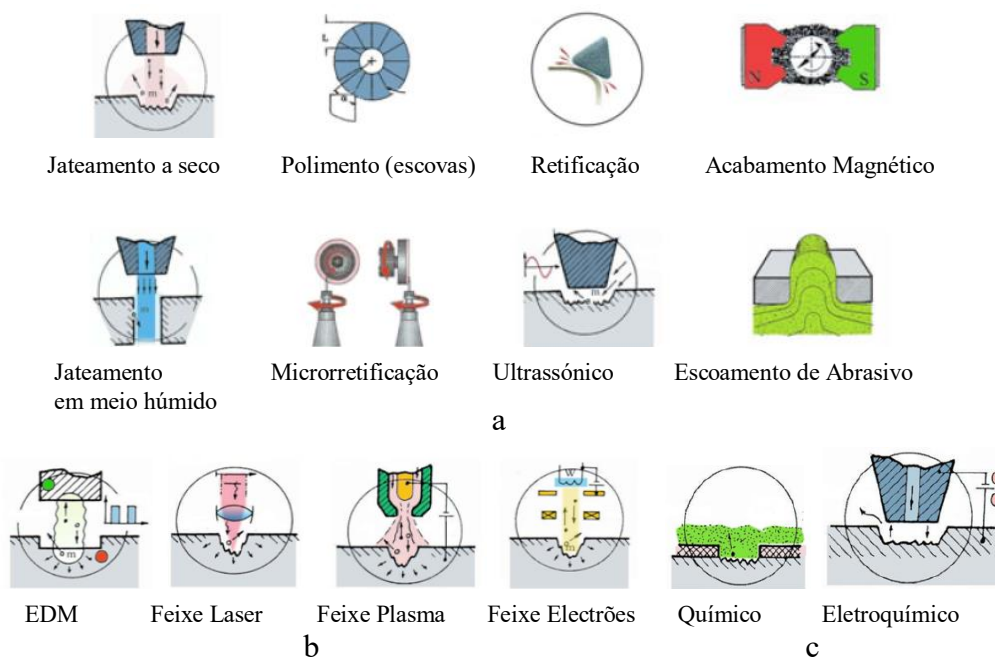 L
α
m
N
S
Jateamento a seco
Polimento (escovas)
Retificação
Acabamento Magnético
m
m
Jateamento
em meio húmido
Microrretificação
Ultrassónico
Escoamento de Abrasivo
a
m
W
m
EDM
Feixe Laser
Feixe Plasma
Feixe Electrões
Químico
Eletroquímico
b
c